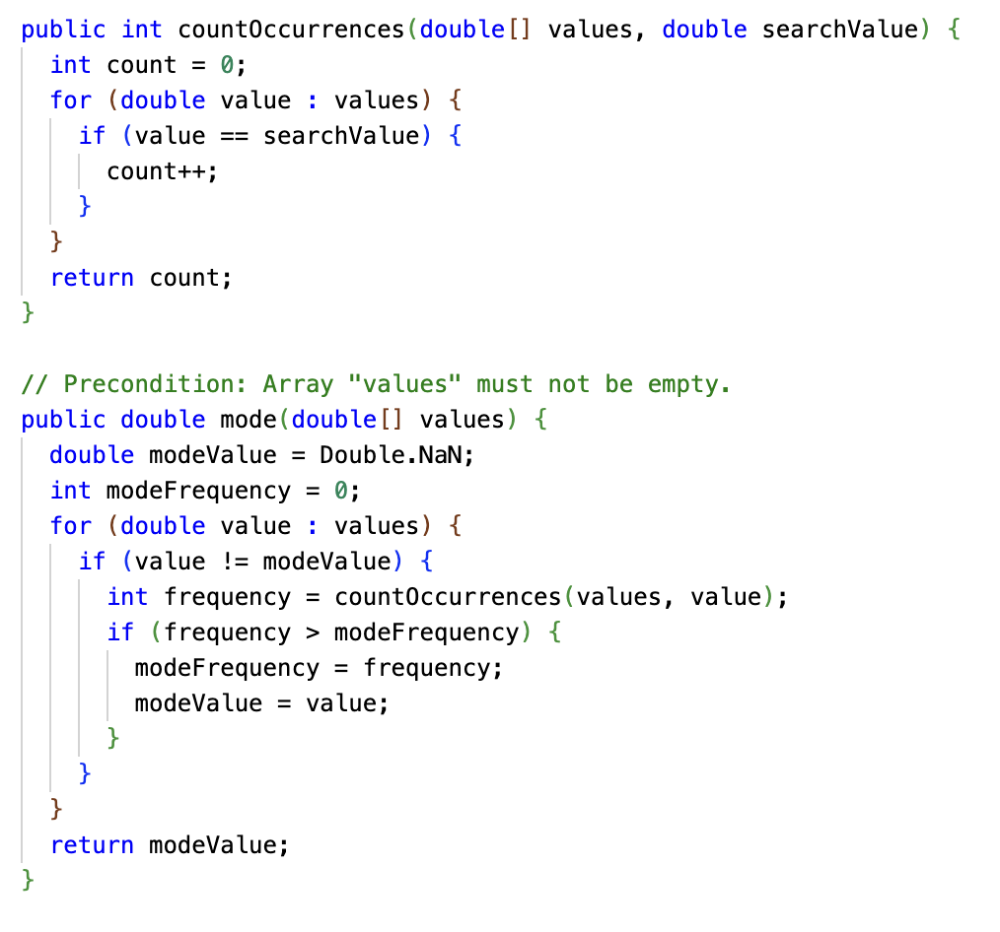 public int countOccurrences(double[] values, double searchValue) {
  int count = 0;
  for (double value : values) {
    if (value == searchValue) {
      count++;
    }
  }
  return count;
}

// Precondition: Array "values" must not be empty.
public double mode(double[] values) {
  double modeValue = Double.NaN;
  int modeFrequency = 0;
  for (double value : values) {
    if (value != modeValue) {
      int frequency = countOccurrences(values, value);
      if (frequency > modeFrequency) {
        modeFrequency = frequency;
        modeValue = value;
      }
    }
  }
  return modeValue;
}